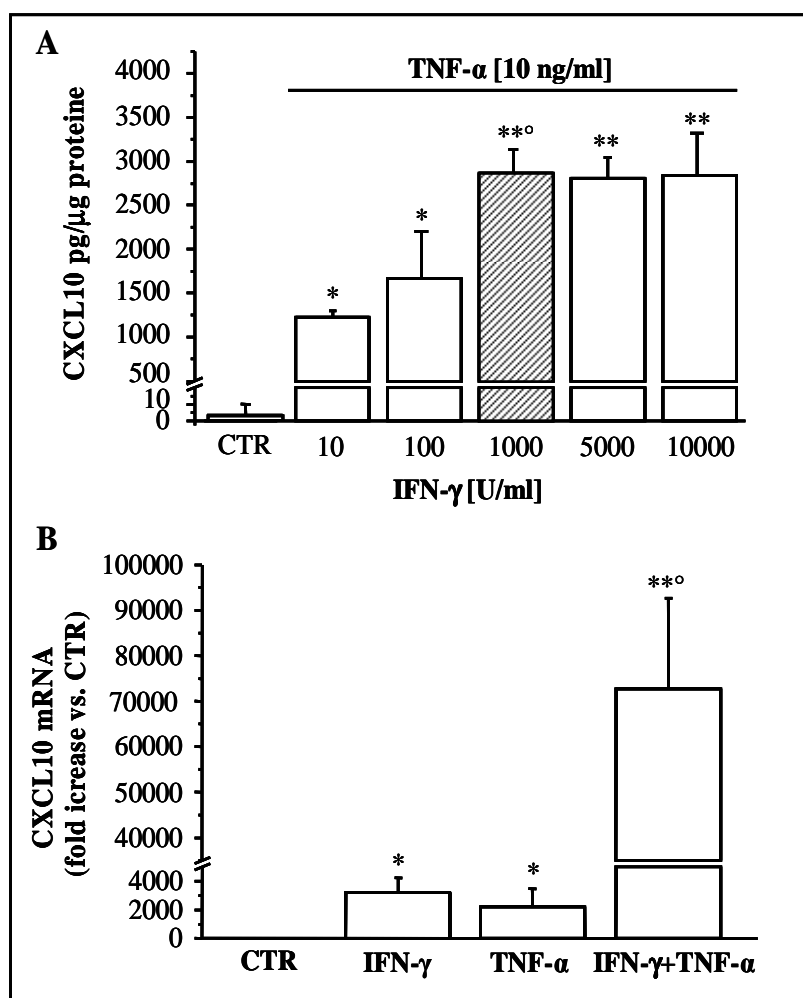 A
TNF-α [10 ng/ml]
CXCL10 pg/μg proteine
4000
3500
3000
2500
2000
1500
1000
500
10
0
*
*
**°
**
**
CTR
10
100
1000
5000
10000
IFN-γ [U/ml]
B
CXCL10 mRNA
(fold icrease vs. CTR)
100000
90000
80000
70000
60000
50000
40000
4000
2000
0
*
*
**°
CTR
IFN-γ
TNF-α
IFN-γ+TNF-α